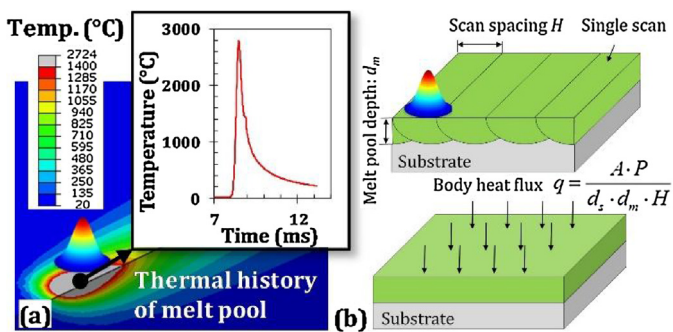 Temp. (°C)
2724
1400
1285
1170
1055
940
825
710
595
480
365
250
135
20
Temperature (°C)
3000
2000
1000
0
7
12
Time (ms)
Thermal history
of melt pool
(a)
Scan spacing H
Single scan
Melt pool depth: dₘ
Substrate
Body heat flux q = A·P / dₛ·dₘ·H
Substrate
(b)